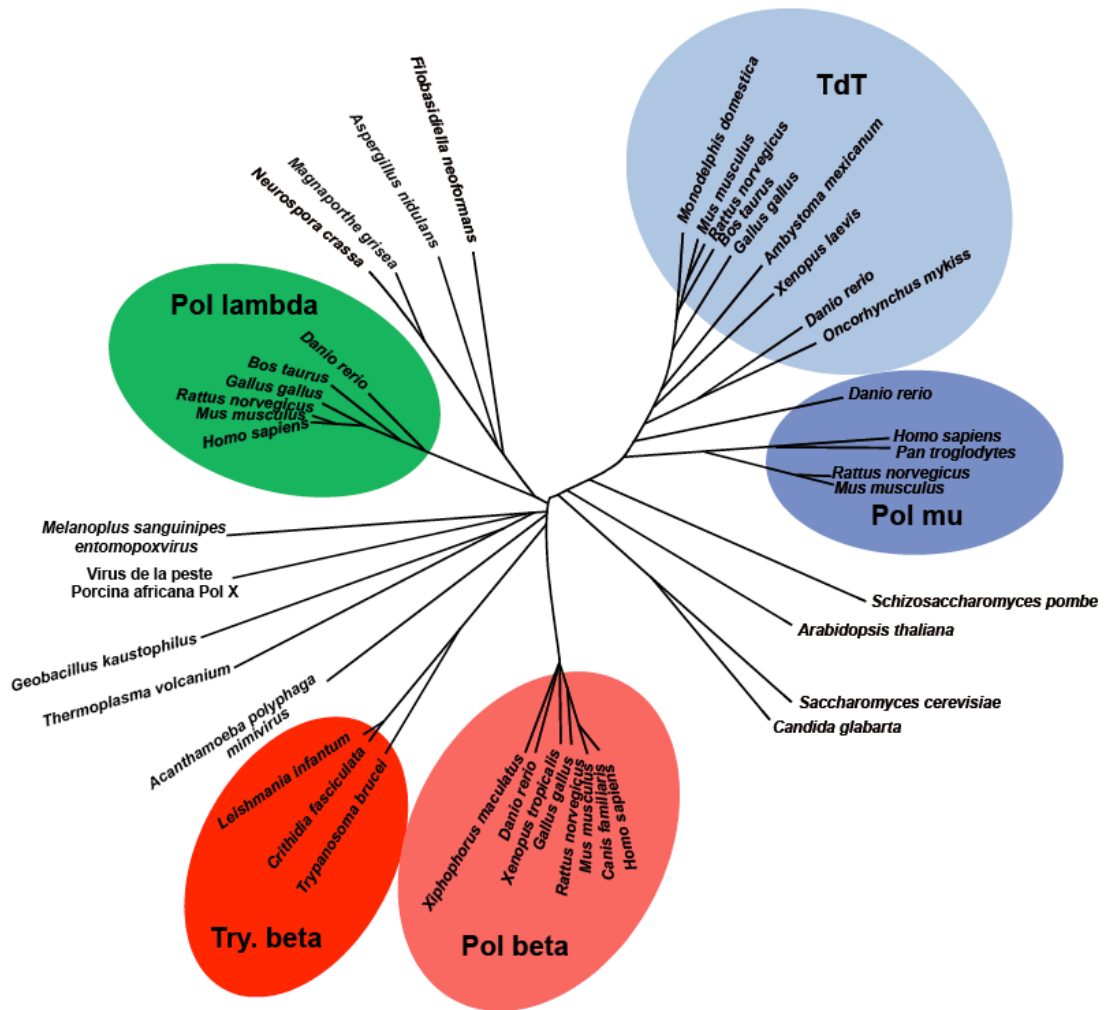 Filobasidiella neoformans
Aspergillus nidulans
Magnaporthe grisea
Neurospora crassa
TdT
Monodelphis domestica
Mus musculus
Rattus norvegicus
Bos taurus
Gallus gallus
Ambystoma mexicanum
Xenopus laevis
Danio rerio
Oncorhynchus mykiss
Pol lambda
Danio rerio
Bos taurus
Gallus gallus
Rattus norvegicus
Mus musculus
Homo sapiens
Danio rerio
Homo sapiens
Pan troglodytes
Rattus norvegicus
Mus musculus
Pol mu
Melanoplus sanguinipes
entomopoxvirus
Virus de la peste
Porcina africana Pol X
Geobacillus kaustophilus
Thermoplasma volcanium
Acanthamoeba polyphaga
mimivirus
Schizosaccharomyces pombe
Arabidopsis thaliana
Saccharomyces cerevisiae
Candida glabarta
Leishmania infantum
Crithidia fasciculata
Trypanosoma brucei
Try. beta
Xiphophorus maculatus
Danio rerio
Xenopus tropicalis
Gallus gallus
Rattus norvegicus
Mus musculus
Canis familiaris
Homo sapiens
Pol beta